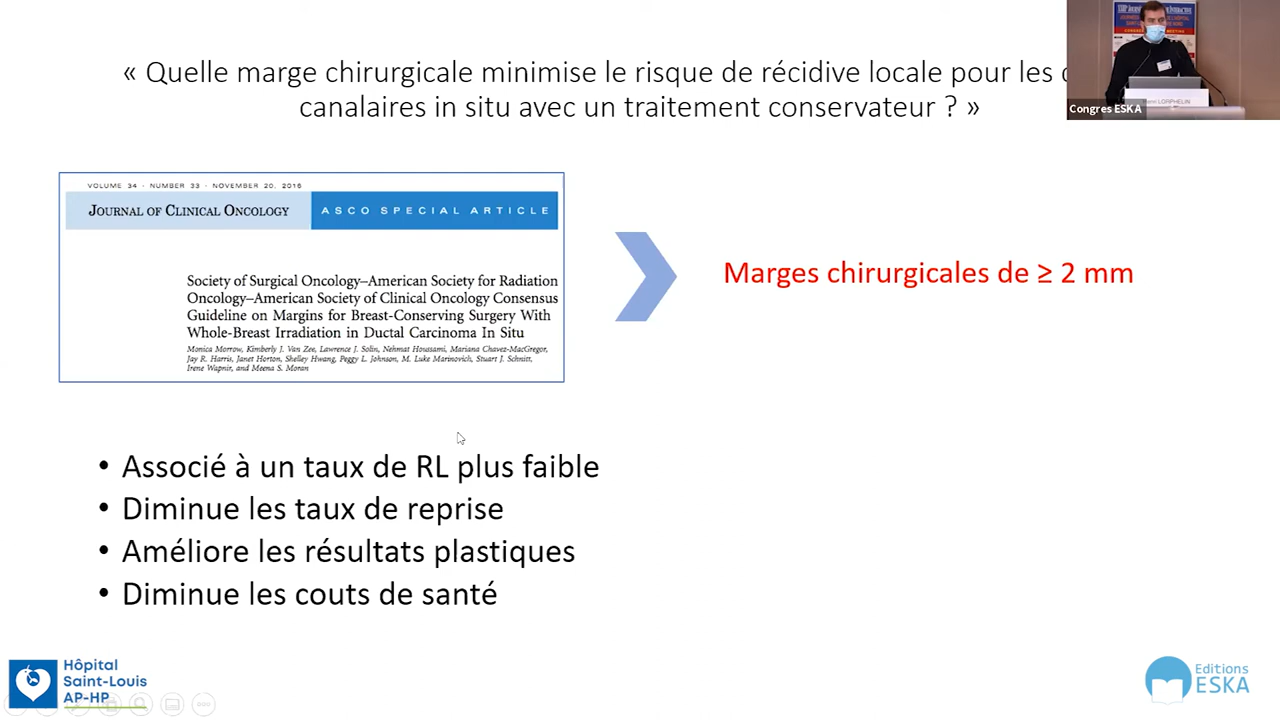 « Quelle marge chirurgicale minimise le risque de récidive locale pour les
canalaires in situ avec un traitement conservateur ? »
Congres ESKA
LORPHELIN
VOLUME 34 · NUMBER 33 · NOVEMBER 20, 2016
JOURNAL OF CLINICAL ONCOLOGY
ASCO SPECIAL ARTICLE
Society of Surgical Oncology–American Society for Radiation
Oncology–American Society of Clinical Oncology Consensus
Guideline on Margins for Breast-Conserving Surgery With
Whole-Breast Irradiation in Ductal Carcinoma In Situ
Monica Morrow, Kimberly J. Van Zee, Lawrence J. Solin, Nehmat Houssami, Mariana Chavez-MacGregor,
Jay R. Harris, Janet Horton, Shelley Hwang, Peggy L. Johnson, M. Luke Marinovich, Stuart J. Schnitt,
Irene Wapnir, and Meena S. Moran
Marges chirurgicales de ≥ 2 mm
• Associé à un taux de RL plus faible
• Diminue les taux de reprise
• Améliore les résultats plastiques
• Diminue les couts de santé
Hôpital
Saint-Louis
AP-HP
Editions
ESKA